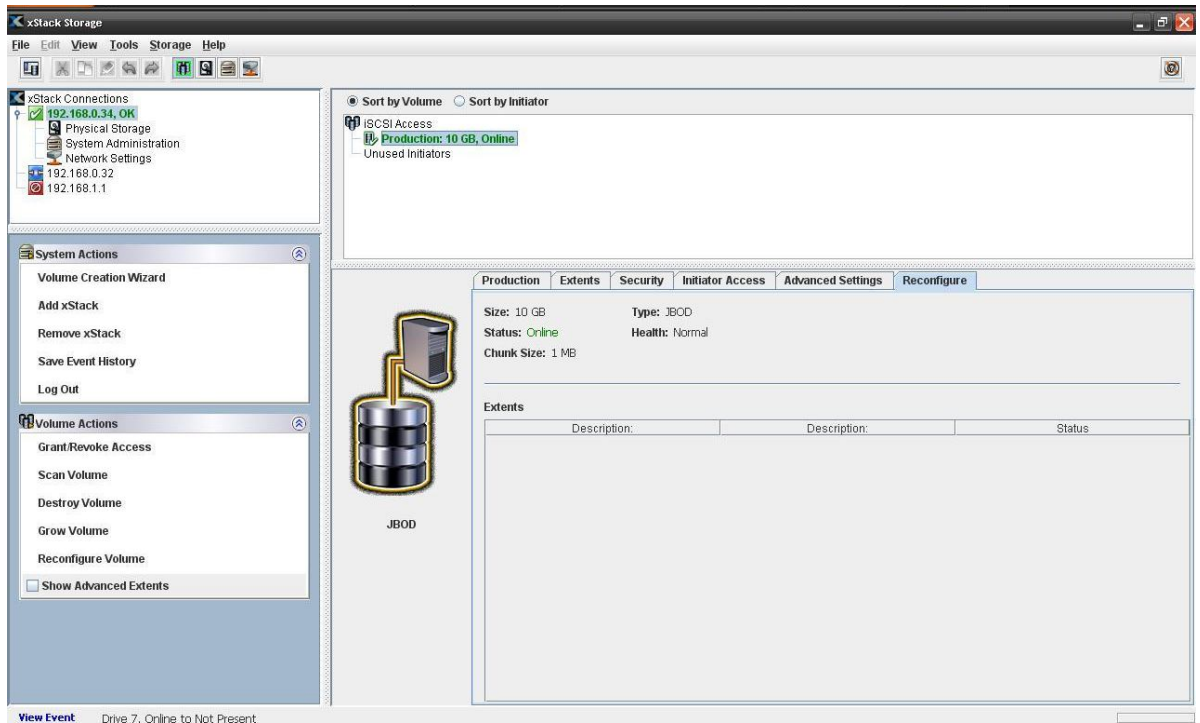 xStack Storage
File Edit View Tools Storage Help
xStack Connections
192.168.0.34, OK
Physical Storage
System Administration
Network Settings
192.168.0.32
192.168.1.1
Sort by Volume Sort by Initiator
iSCSI Access
Production: 10 GB, Online
Unused Initiators
System Actions
Volume Creation Wizard
Add xStack
Remove xStack
Save Event History
Log Out
Volume Actions
Grant/Revoke Access
Scan Volume
Destroy Volume
Grow Volume
Reconfigure Volume
Show Advanced Extents
JBOD
Production Extents Security Initiator Access Advanced Settings Reconfigure
Size: 10 GB Type: JBOD
Status: Online Health: Normal
Chunk Size: 1 MB
Extents
Description: Description: Status
View Event Drive 7, Online to Not Present